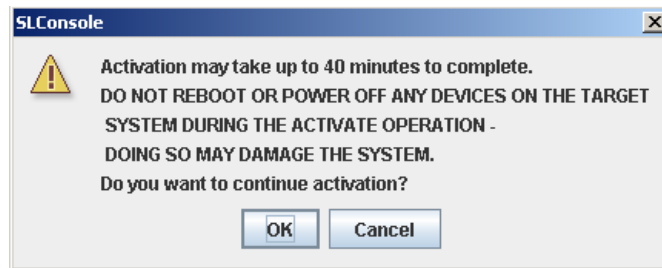 SLConsole
Activation may take up to 40 minutes to complete.
DO NOT REBOOT OR POWER OFF ANY DEVICES ON THE TARGET
SYSTEM DURING THE ACTIVATE OPERATION -
DOING SO MAY DAMAGE THE SYSTEM.
Do you want to continue activation?
OK Cancel